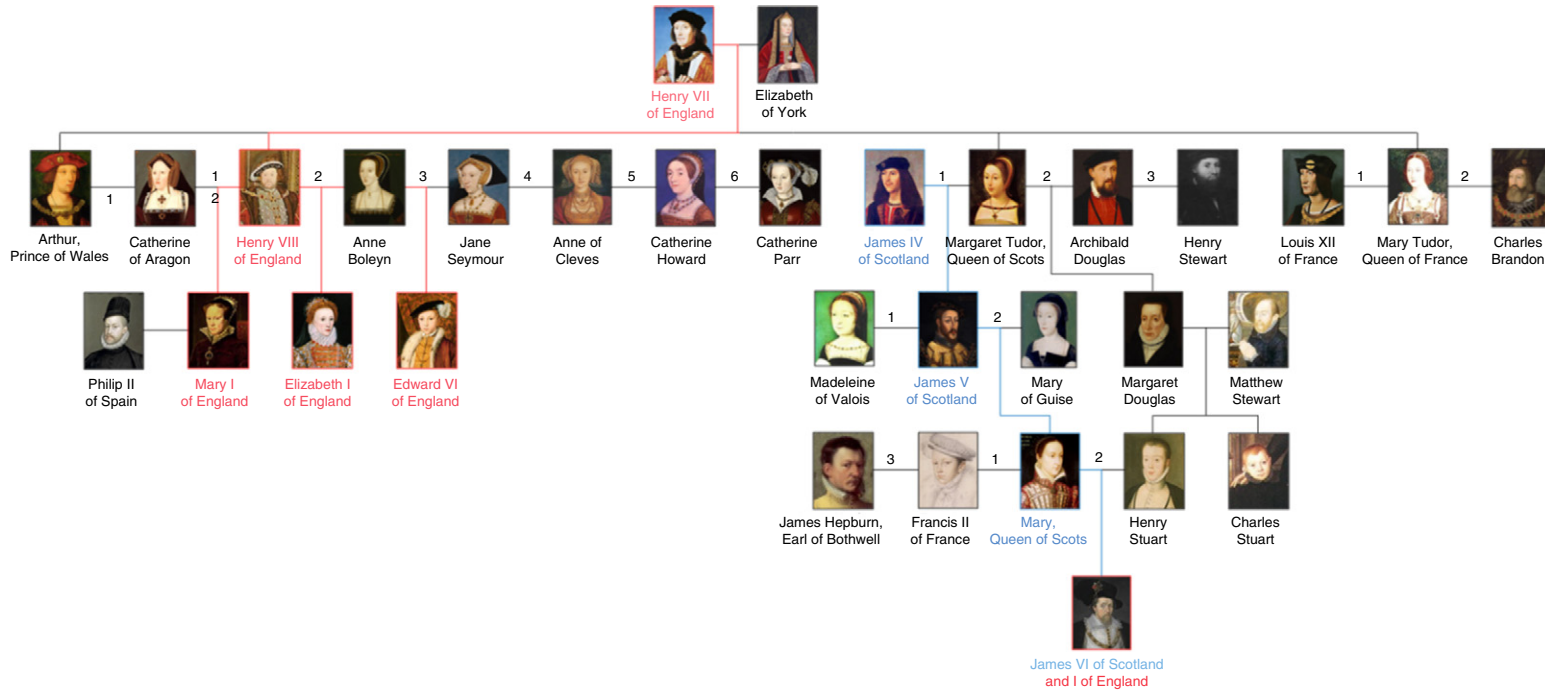 Henry VII
of England
Elizabeth
of York
1
1
2
2
3
4
5
6
1
2
3
1
2
Arthur,
Prince of Wales
Catherine
of Aragon
Henry VIII
of England
Anne
Boleyn
Jane
Seymour
Anne of
Cleves
Catherine
Howard
Catherine
Parr
James IV
of Scotland
Margaret Tudor,
Queen of Scots
Archibald
Douglas
Henry
Stewart
Louis XII
of France
Mary Tudor,
Queen of France
Charles
Brandon
1
2
Philip II
of Spain
Mary I
of England
Elizabeth I
of England
Edward VI
of England
Madeleine
of Valois
James V
of Scotland
Mary
of Guise
Margaret
Douglas
Matthew
Stewart
3
1
2
James Hepburn,
Earl of Bothwell
Francis II
of France
Mary,
Queen of Scots
Henry
Stuart
Charles
Stuart
James VI of Scotland
and I of England